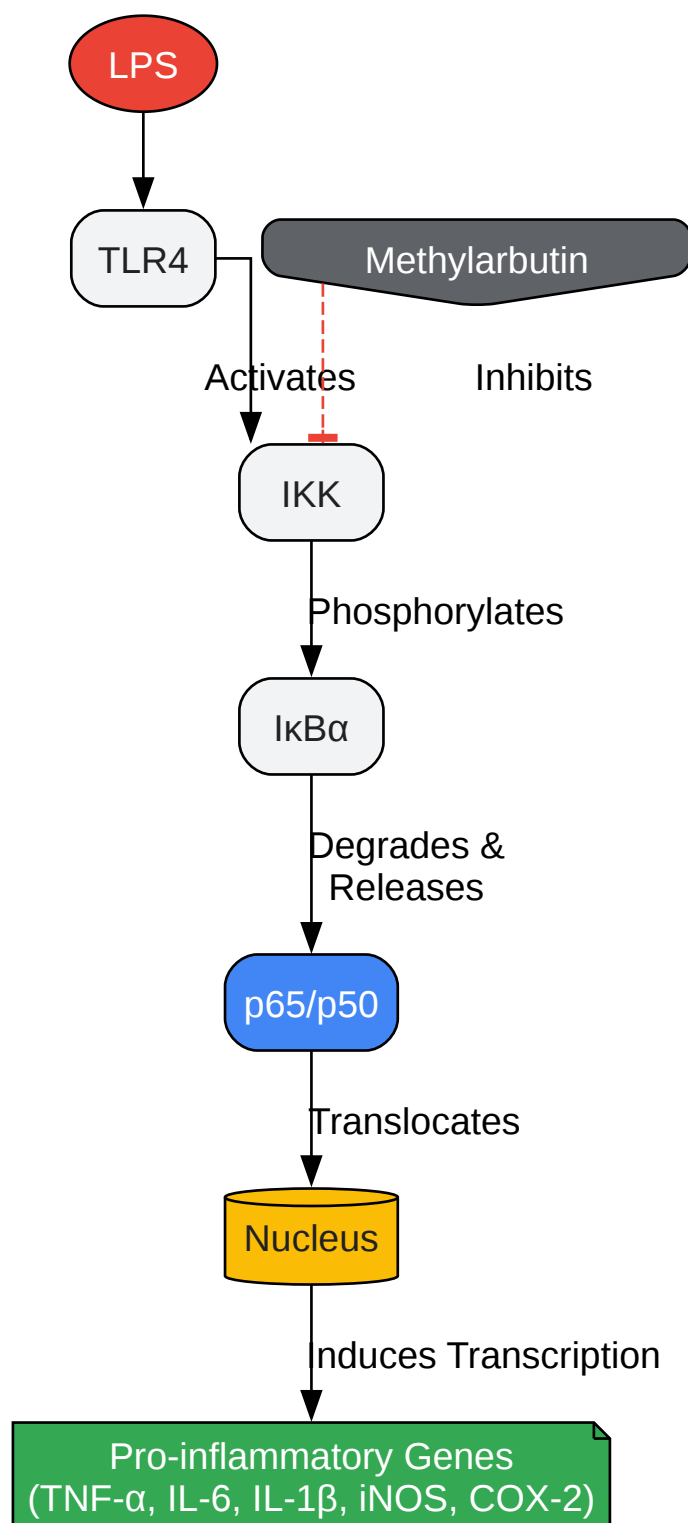 LPS
TLR4
Methylarbutin
Activates
Inhibits
IKK
Phosphorylates
IκBα
Degrades &
Releases
p65/p50
Translocates
Nucleus
Induces Transcription
Pro-inflammatory Genes
(TNF-α, IL-6, IL-1β, iNOS, COX-2)